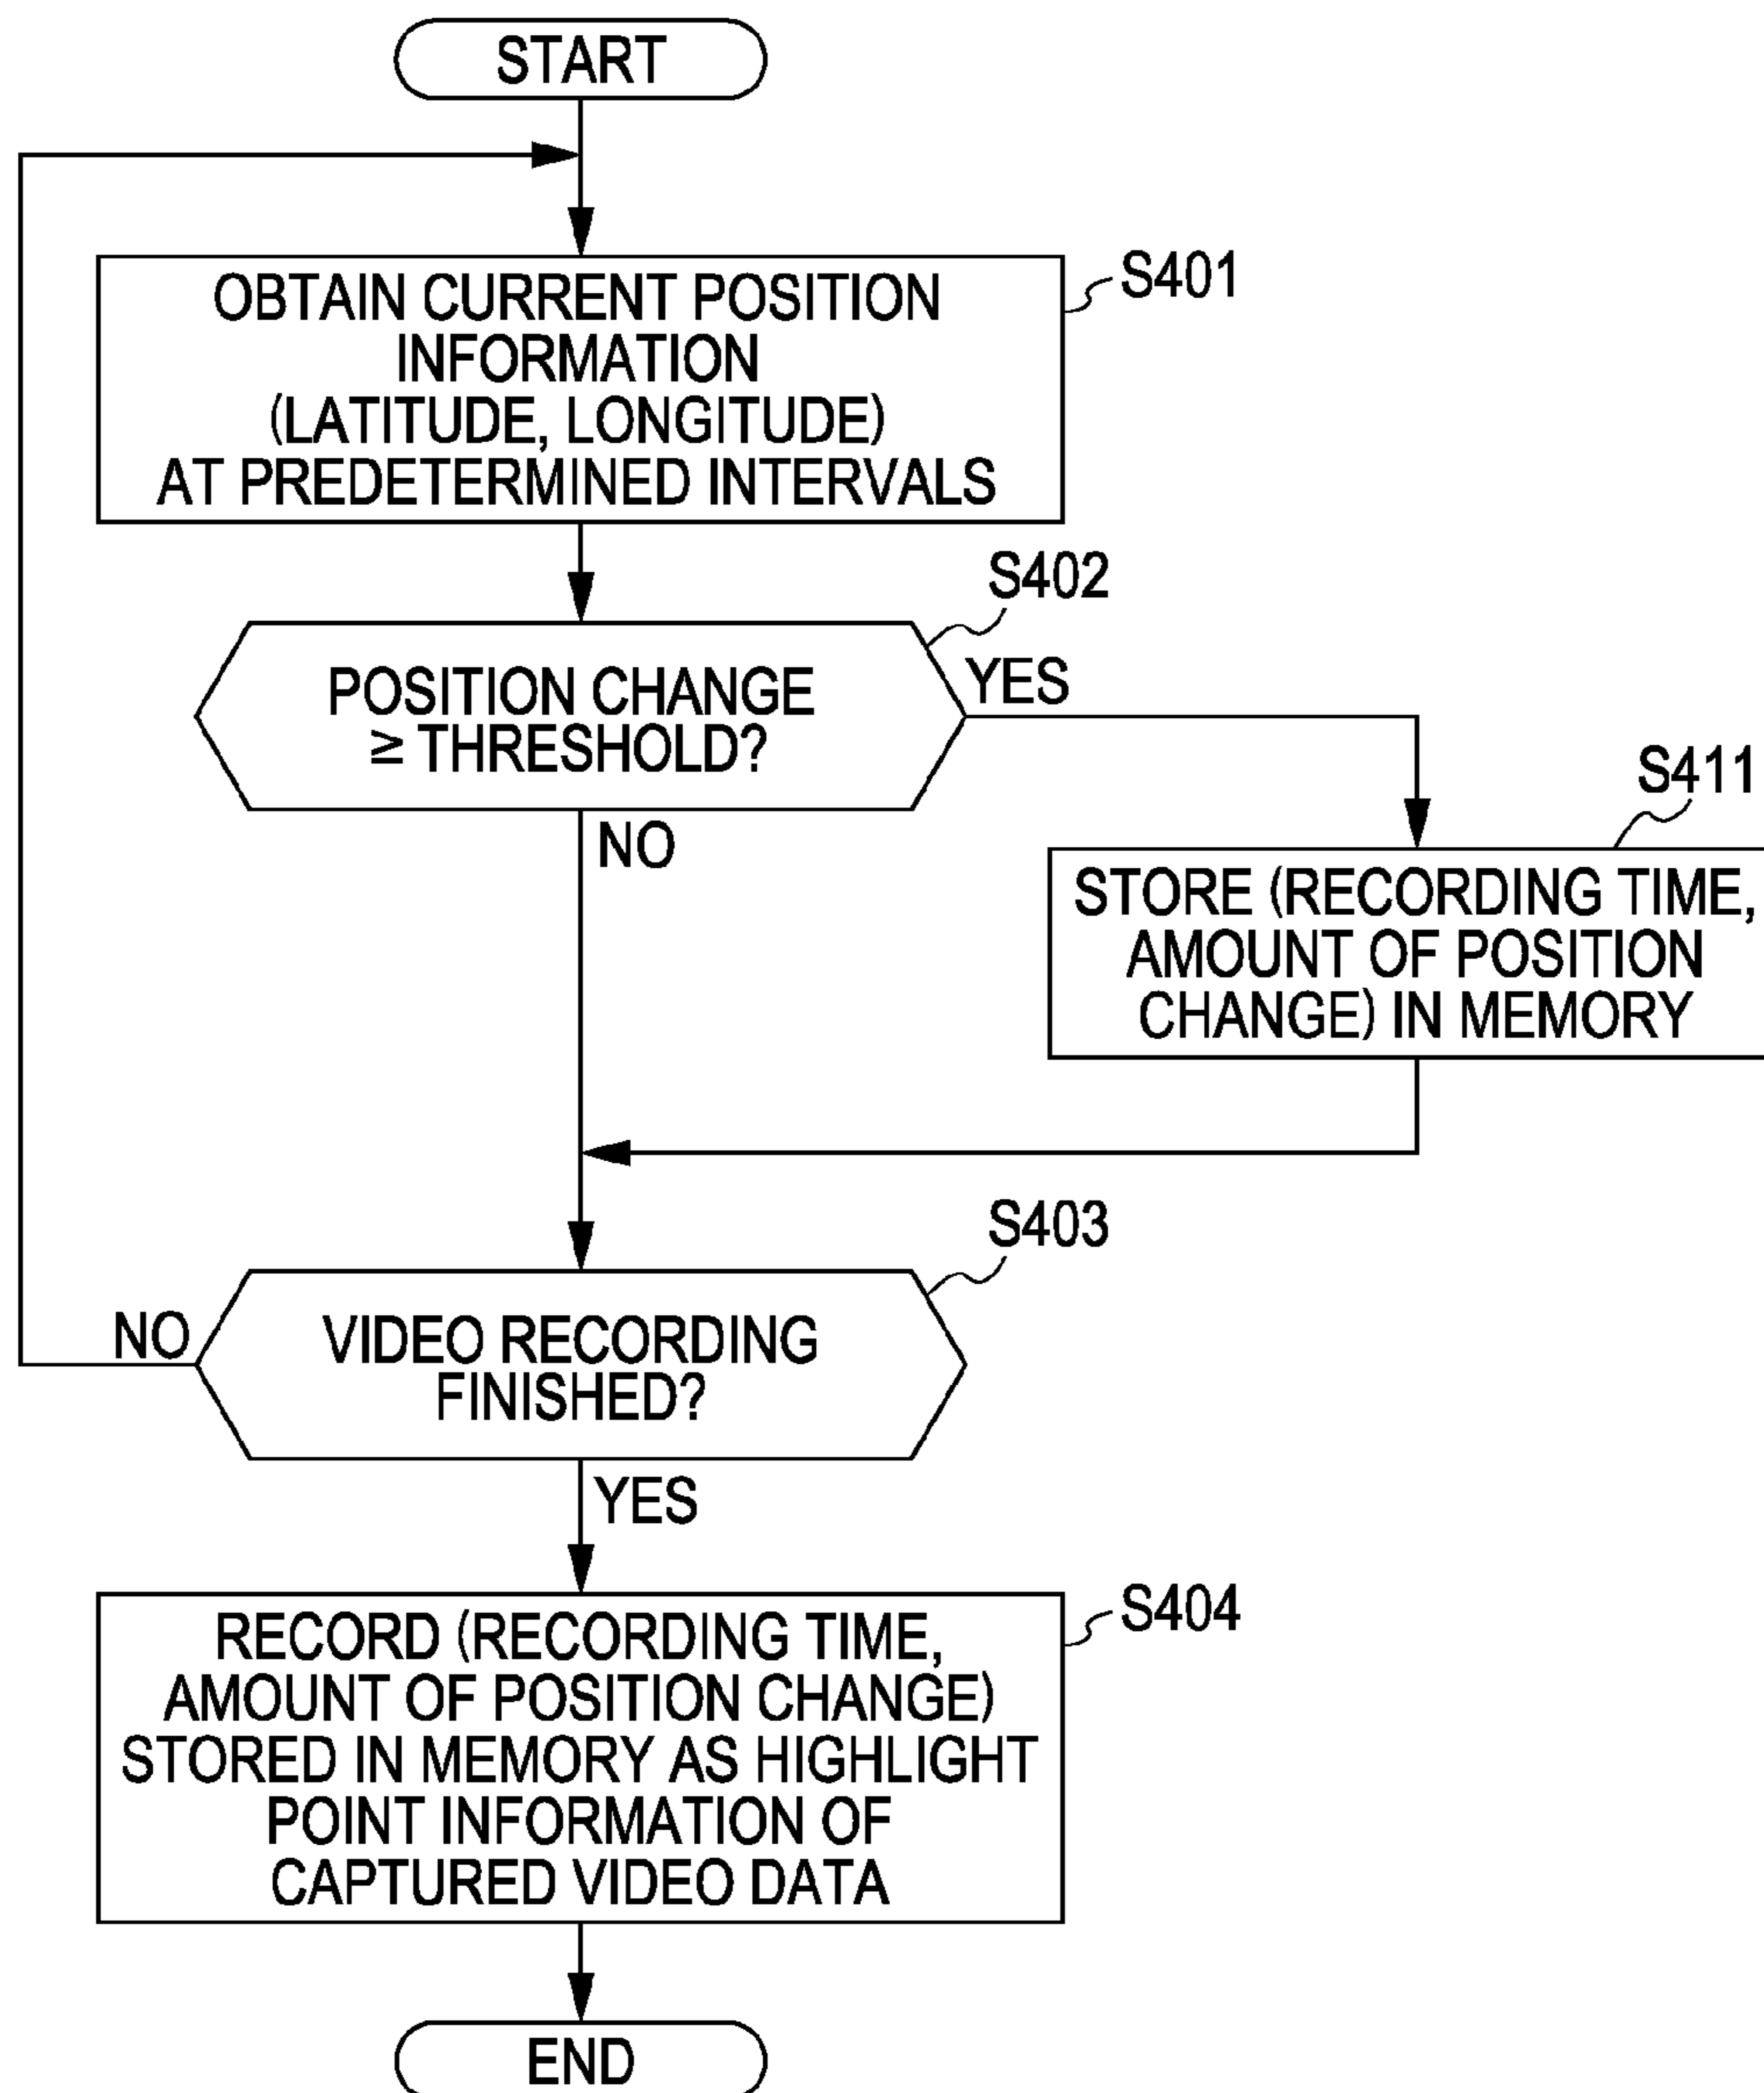 START
OBTAIN CURRENT POSITION
INFORMATION
(LATITUDE, LONGITUDE)
AT PREDETERMINED INTERVALS
S401
S402
POSITION CHANGE
≥ THRESHOLD?
YES
NO
S411
STORE (RECORDING TIME,
AMOUNT OF POSITION
CHANGE) IN MEMORY
S403
VIDEO RECORDING
FINISHED?
NO
YES
S404
RECORD (RECORDING TIME,
AMOUNT OF POSITION CHANGE)
STORED IN MEMORY AS HIGHLIGHT
POINT INFORMATION OF
CAPTURED VIDEO DATA
END